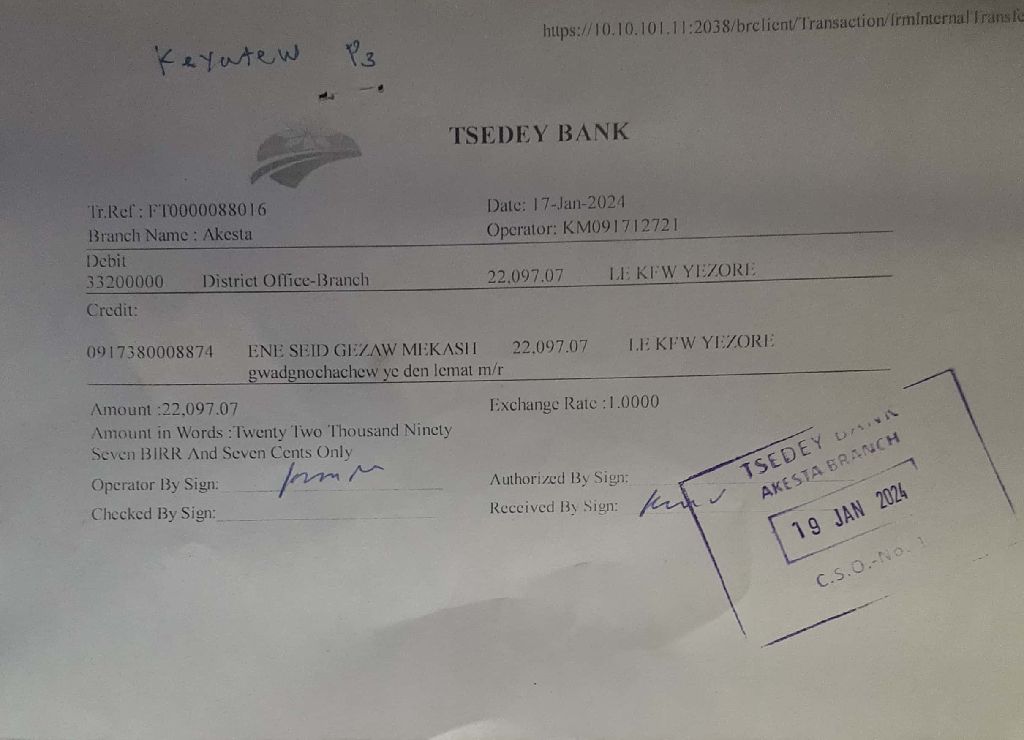 https://10.10.101.11:2038/brclient/Transaction/frmInternalTransfe
Keyatew P3
TSEDEY BANK
Tr.Ref : FT0000088016 Date: 17-Jan-2024
Branch Name : Akesta Operator: KM091712721
Debit
33200000 District Office-Branch 22,097.07 LE KFW YEZORE
Credit:
0917380008874 ENE SEID GEZAW MEKASH 22,097.07 LE KFW YEZORE
gwadgnochachew ye den lemat m/r
Amount :22,097.07 Exchange Rate :1.0000
Amount in Words :Twenty Two Thousand Ninety
Seven BIRR And Seven Cents Only
Operator By Sign: Authorized By Sign:
Checked By Sign: Received By Sign:
TSEDEY BANK
AKESTA BRANCH
19 JAN 2024
C.S.O.-No. 1